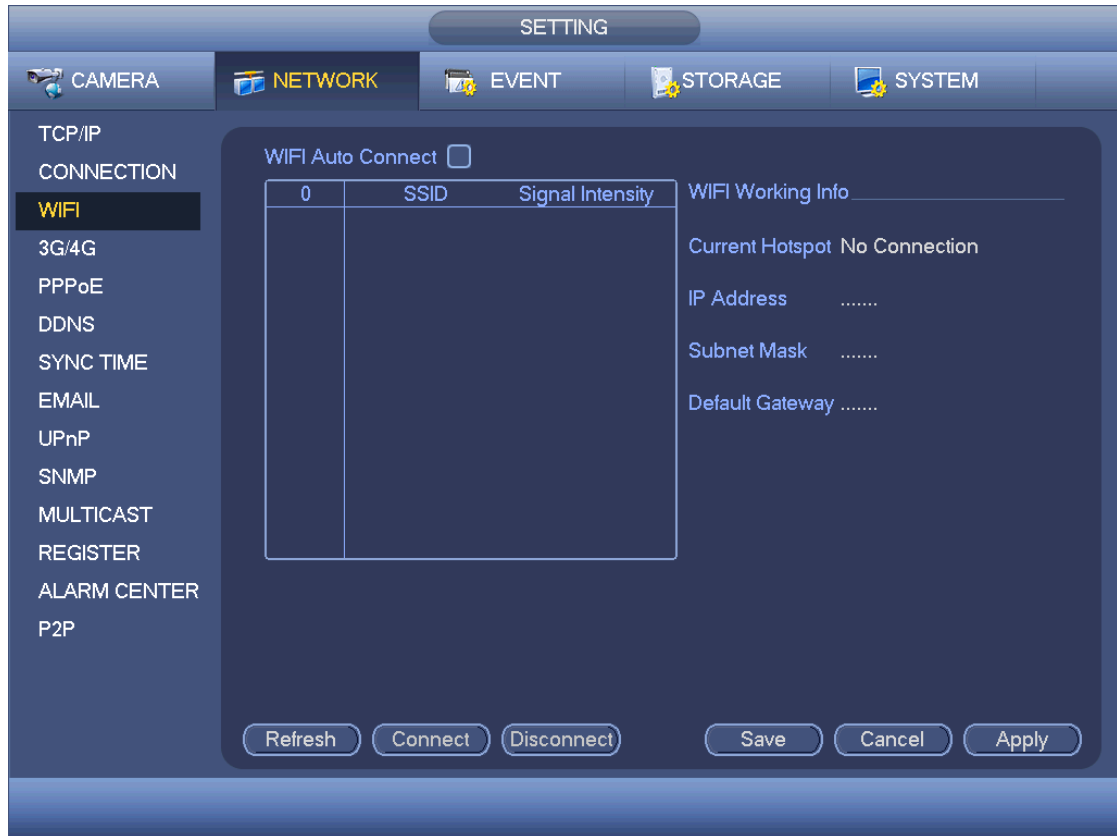 SETTING
CAMERA NETWORK EVENT STORAGE SYSTEM
TCP/IP
CONNECTION
WIFI
3G/4G
PPPoE
DDNS
SYNC TIME
EMAIL
UPnP
SNMP
MULTICAST
REGISTER
ALARM CENTER
P2P
WIFI Auto Connect
0 SSID Signal Intensity
WIFI Working Info
Current Hotspot No Connection
IP Address .......
Subnet Mask .......
Default Gateway .......
Refresh Connect Disconnect Save Cancel Apply